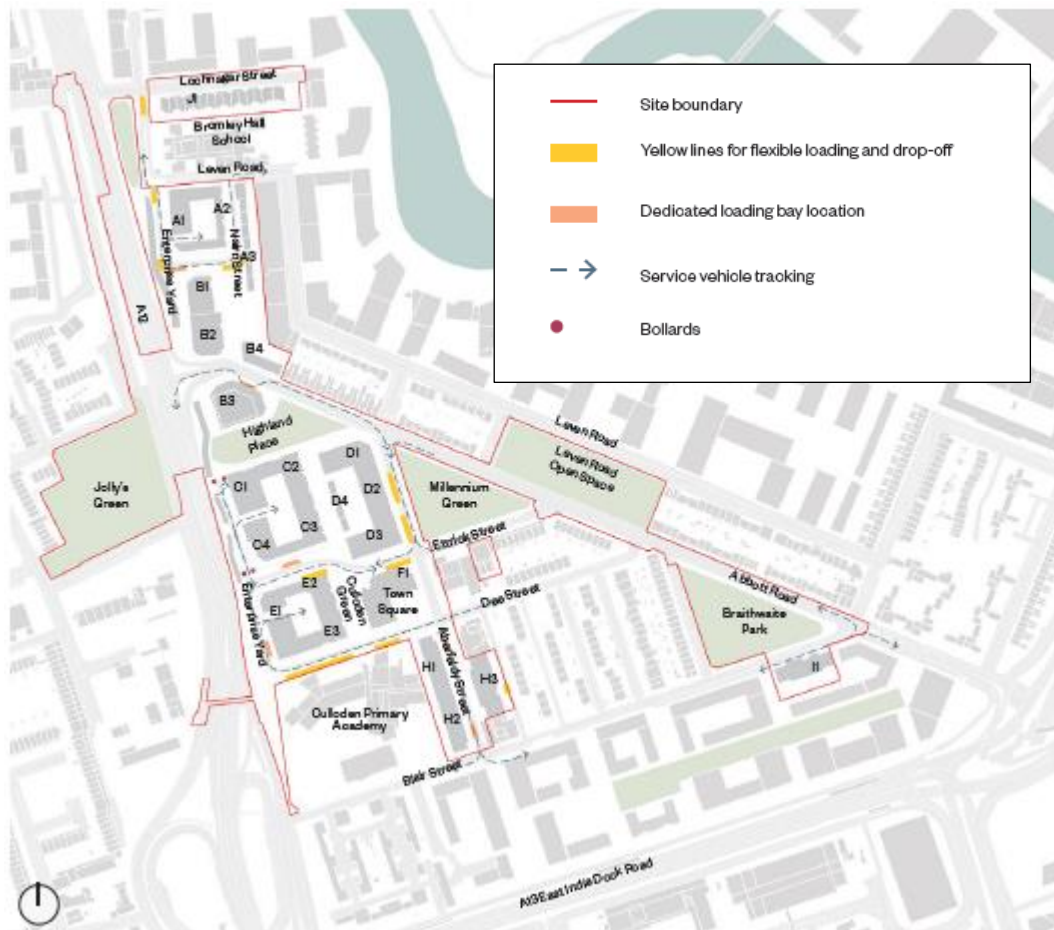 Site boundary
Yellow lines for flexible loading and drop-off
Dedicated loading bay location
Service vehicle tracking
Bollards
Lochnagar Street
J1
Bromley Hall
School
Leven Road
A1
A2
A3
Enterprise Yard
Nairn Street
A12
B1
B2
B4
B3
Highland
Place
Jolly's
Green
C1
C2
C3
C4
D1
D2
D4
D3
Millennium
Green
Leven Road
Leven Road
Open Space
Ettrick Street
Abbott Road
Braithwaite
Park
I1
E2
F1
Culloden
Green
Town
Square
Dee Street
E1
E3
Enterprise Yard
H1
Aberfeldy Street
H3
H2
Culloden Primary
Academy
Blair Street
A13 East India Dock Road